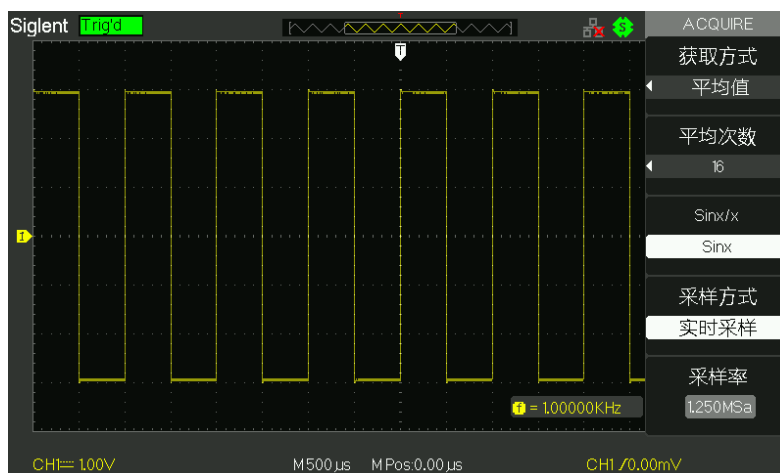 Siglent Trig'd
T
S
1
f = 1.00000KHz
CH1 1.00V M 500μs M Pos:0.00μs CH1 /0.00mV
ACQUIRE
获取方式
平均值
平均次数
16
Sinx/x
Sinx
采样方式
实时采样
采样率
1.250MSa